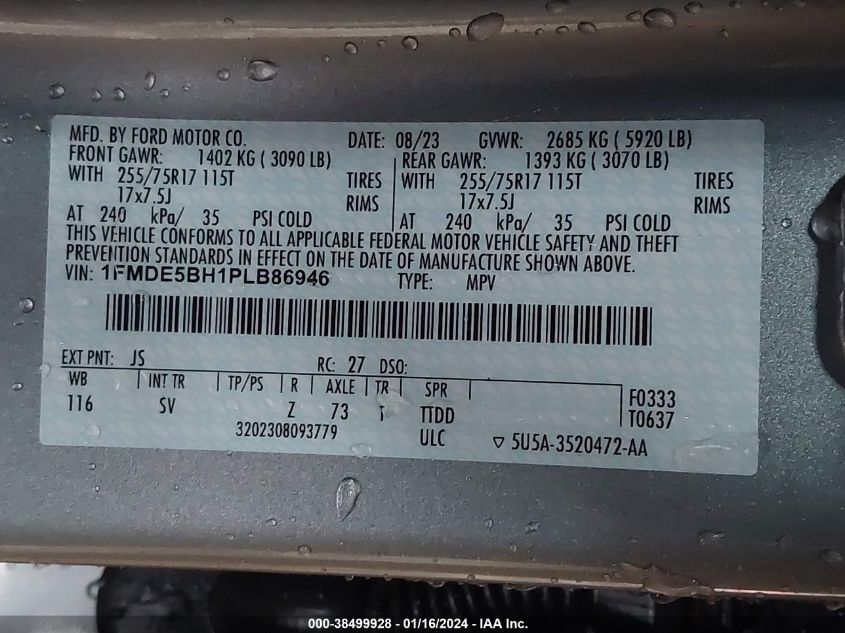 MFD. BY FORD MOTOR CO. DATE: 08/23 GVWR: 2685 KG ( 5920 LB)
FRONT GAWR: 1402 KG ( 3090 LB) REAR GAWR: 1393 KG ( 3070 LB)
WITH 255/75R17 115T TIRES WITH 255/75R17 115T TIRES
17x7.5J RIMS 17x7.5J RIMS
AT 240 kPa/ 35 PSI COLD AT 240 kPa/ 35 PSI COLD
THIS VEHICLE CONFORMS TO ALL APPLICABLE FEDERAL MOTOR VEHICLE SAFETY AND THEFT
PREVENTION STANDARDS IN EFFECT ON THE DATE OF MANUFACTURE SHOWN ABOVE.
VIN: 1FMDE5BH1PLB86946 TYPE: MPV
EXT PNT: JS RC: 27 DSO:
WB INT TR TP/PS R AXLE TR SPR F0333
116 SV Z 73 T TTDD T0637
3202308093779 ULC 5U5A-3520472-AA
000-38499928 - 01/16/2024 - IAA Inc.